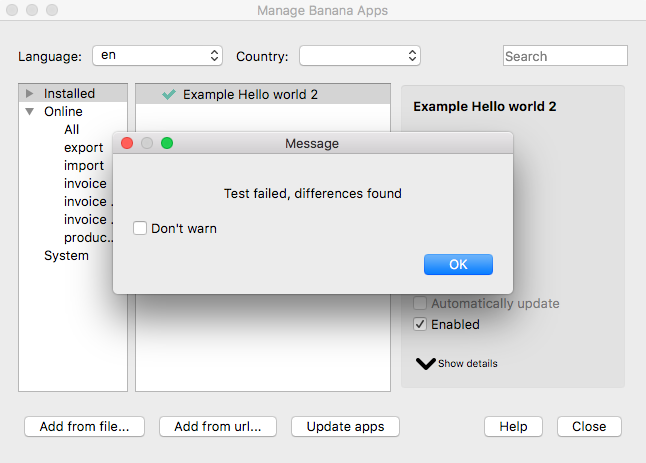 Manage Banana Apps
Language: en Country: Search
Installed
Online
All
export
import
invoice
invoice .
invoice .
produc...
System
Example Hello world 2
Example Hello world 2
Message
Test failed, differences found
Don't warn
OK
Automatically update
Enabled
Show details
Add from file... Add from url... Update apps Help Close